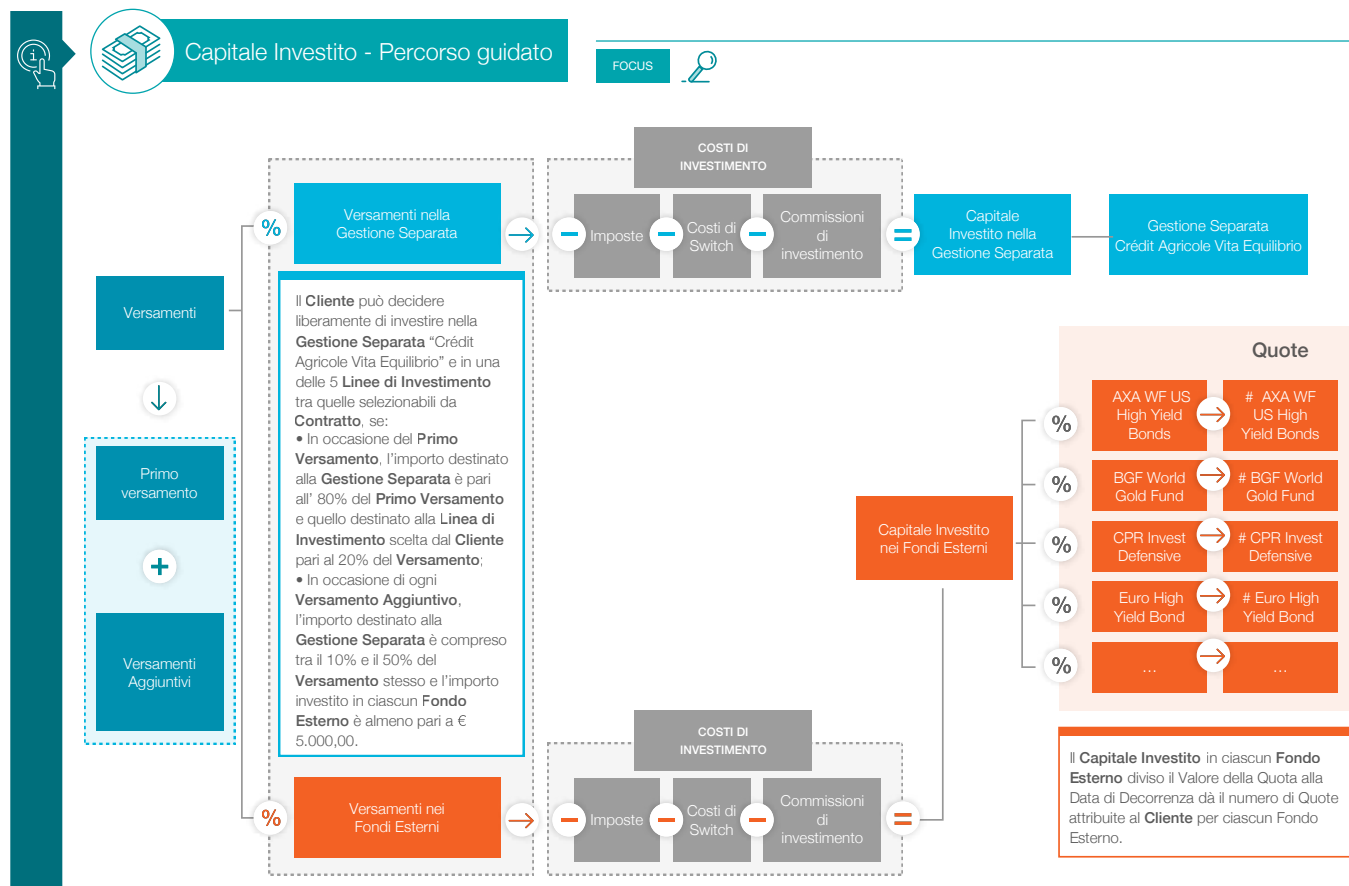 Capitale Investito - Percorso guidato
FOCUS
Versamenti
Primo
versamento
Versamenti
Aggiuntivi
%
Versamenti nella
Gestione Separata
Il Cliente può decidere
liberamente di investire nella
Gestione Separata “Crédit
Agricole Vita Equilibrio” e in una
delle 5 Linee di Investimento
tra quelle selezionabili da
Contratto, se:
• In occasione del Primo
Versamento, l’importo destinato
alla Gestione Separata è pari
all’ 80% del Primo Versamento
e quello destinato alla Linea di
Investimento scelta dal Cliente
pari al 20% del Versamento;
• In occasione di ogni
Versamento Aggiuntivo,
l’importo destinato alla
Gestione Separata è compreso
tra il 10% e il 50% del
Versamento stesso e l’importo
investito in ciascun Fondo
Esterno è almeno pari a €
5.000,00.
%
Versamenti nei
Fondi Esterni
COSTI DI
INVESTIMENTO
Imposte
Costi di
Switch
Commissioni
di
investimento
=
Capitale
Investito nella
Gestione Separata
Gestione Separata
Crédit Agricole Vita Equilibrio
COSTI DI
INVESTIMENTO
Imposte
Costi di
Switch
Commissioni
di
investimento
=
Capitale Investito
nei Fondi Esterni
Quote
%
AXA WF US
High Yield
Bonds
# AXA WF
US High
Yield Bonds
%
BGF World
Gold Fund
# BGF World
Gold Fund
%
CPR Invest
Defensive
# CPR Invest
Defensive
%
Euro High
Yield Bond
# Euro High
Yield Bond
%
...
...
Il Capitale Investito in ciascun Fondo
Esterno diviso il Valore della Quota alla
Data di Decorrenza dà il numero di Quote
attribuite al Cliente per ciascun Fondo
Esterno.